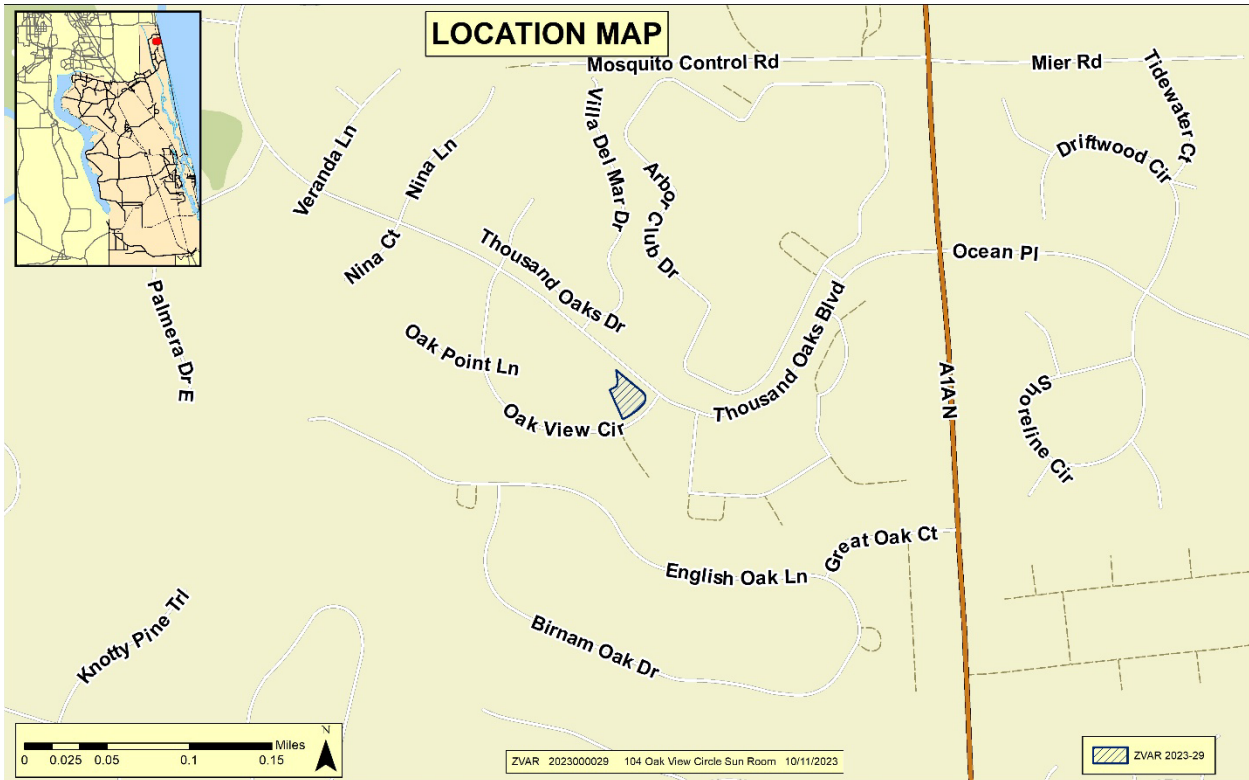 LOCATION MAP
Mosquito Control Rd
Mier Rd
Tidewater Ct
Villa Del Mar Dr
Driftwood Cir
Veranda Ln
Nina Ln
Arbor Club Dr
Nina Ct
Thousand Oaks Dr
Ocean Pl
Palmera Dr E
Oak Point Ln
Thousand Oaks Blvd
A1A N
Shoreline Cir
Oak View Cir
Great Oak Ct
English Oak Ln
Birnam Oak Dr
Knotty Pine Trl
Miles
0 0.025 0.05 0.1 0.15
N
ZVAR 2023000029 104 Oak View Circle Sun Room 10/11/2023
ZVAR 2023-29